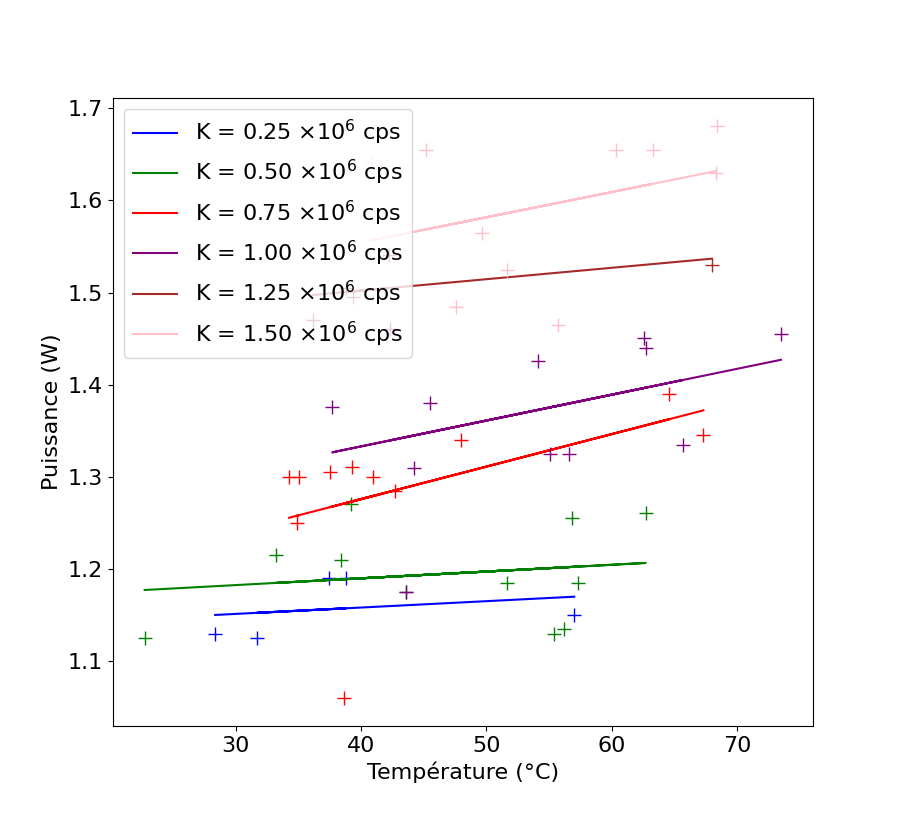 1.7
1.6
1.5
1.4
1.3
1.2
1.1
Puissance (W)
K = 0.25 ×10⁶ cps
K = 0.50 ×10⁶ cps
K = 0.75 ×10⁶ cps
K = 1.00 ×10⁶ cps
K = 1.25 ×10⁶ cps
K = 1.50 ×10⁶ cps
30 40 50 60 70
Température (°C)